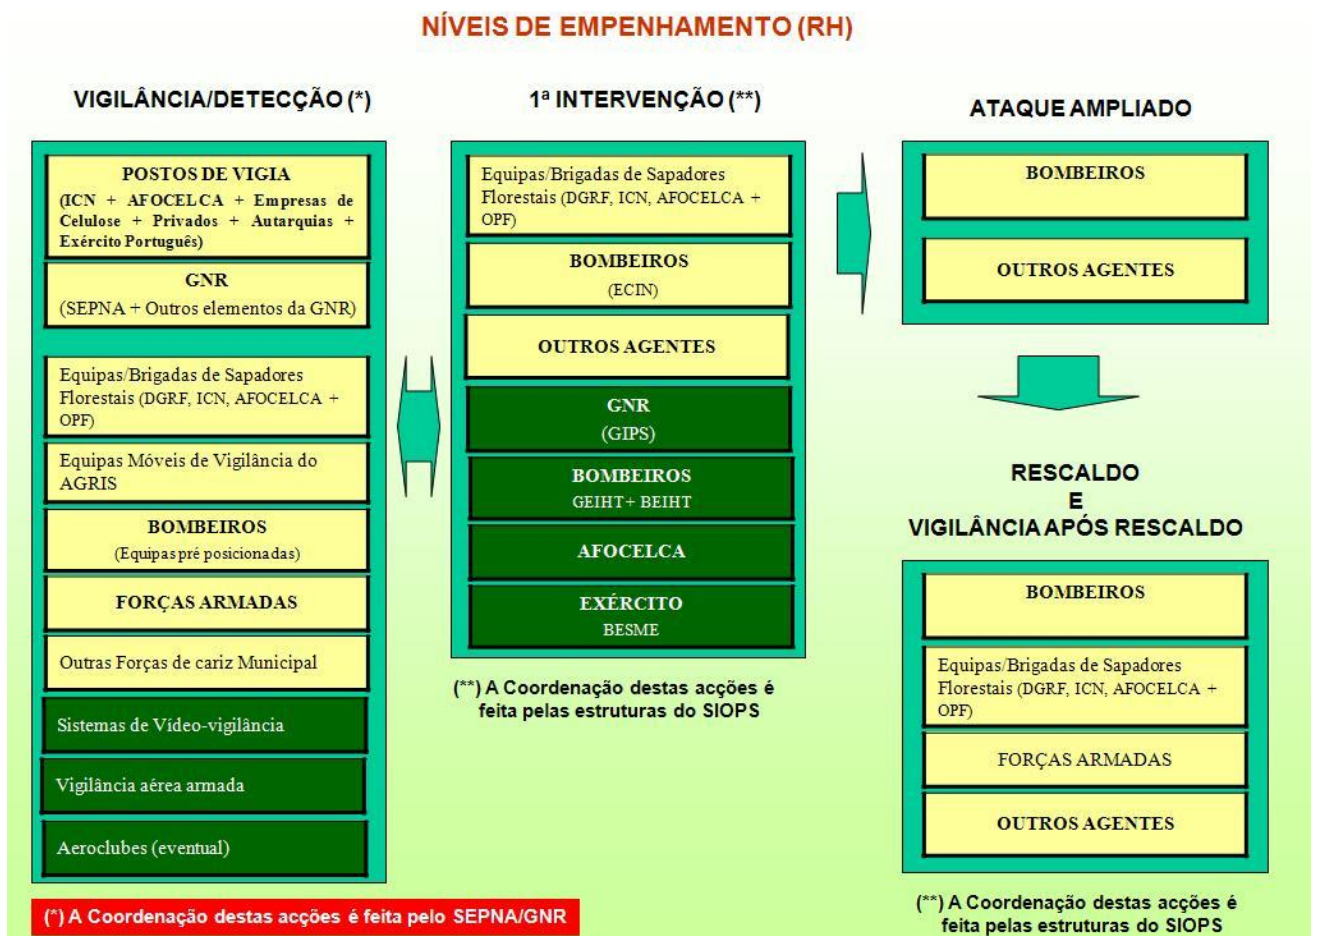 NÍVEIS DE EMPENHAMENTO (RH)
VIGILÂNCIA/DETECÇÃO (*)
POSTOS DE VIGIA
(ICN + AFOCELCA + Empresas de
Celulose + Privados + Autarquias +
Exército Português)
GNR
(SEPNA + Outros elementos da GNR)
Equipas/Brigadas de Sapadores
Florestais (DGRF, ICN, AFOCELCA +
OPF)
Equipas Móveis de Vigilância do
AGRIS
BOMBEIROS
(Equipas pré posicionadas)
FORÇAS ARMADAS
Outras Forças de cariz Municipal
Sistemas de Vídeo-vigilância
Vigilância aérea armada
Aeroclubes (eventual)
(*) A Coordenação destas acções é feita pelo SEPNA/GNR
1ª INTERVENÇÃO (**)
Equipas/Brigadas de Sapadores
Florestais (DGRF, ICN, AFOCELCA +
OPF)
BOMBEIROS
(ECIN)
OUTROS AGENTES
GNR
(GIPS)
BOMBEIROS
GEIHT+ BEIHT
AFOCELCA
EXÉRCITO
BESME
(**) A Coordenação destas acções é
feita pelas estruturas do SIOPS
ATAQUE AMPLIADO
BOMBEIROS
OUTROS AGENTES
RESCALDO
E
VIGILÂNCIA APÓS RESCALDO
BOMBEIROS
Equipas/Brigadas de Sapadores
Florestais (DGRF, ICN, AFOCELCA +
OPF)
FORÇAS ARMADAS
OUTROS AGENTES
(**) A Coordenação destas acções é
feita pelas estruturas do SIOPS